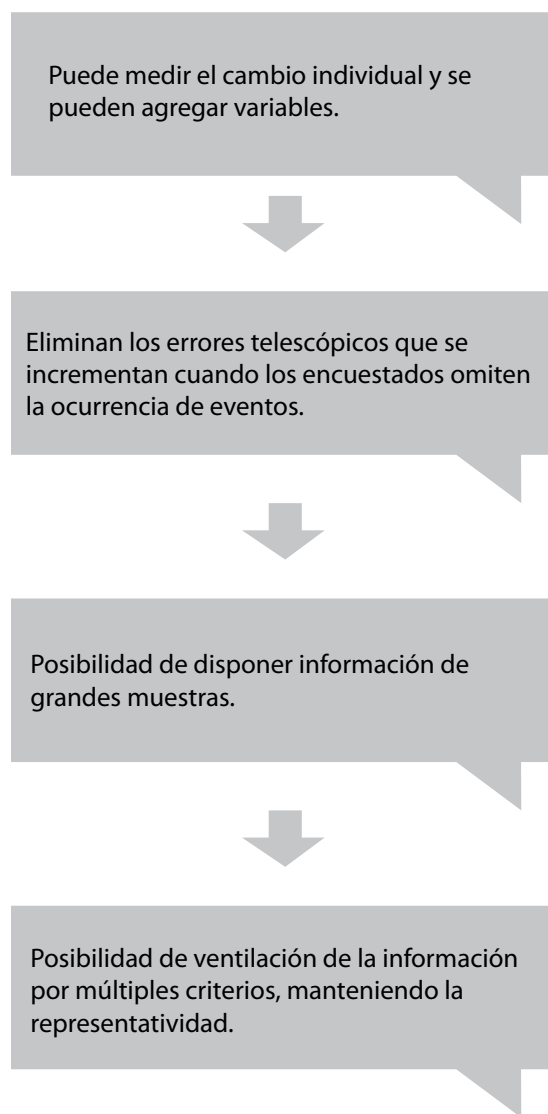 Puede medir el cambio individual y se
pueden agregar variables.
Eliminan los errores telescópicos que se
incrementan cuando los encuestados omiten
la ocurrencia de eventos.
Posibilidad de disponer información de
grandes muestras.
Posibilidad de ventilación de la información
por múltiples criterios, manteniendo la
representatividad.